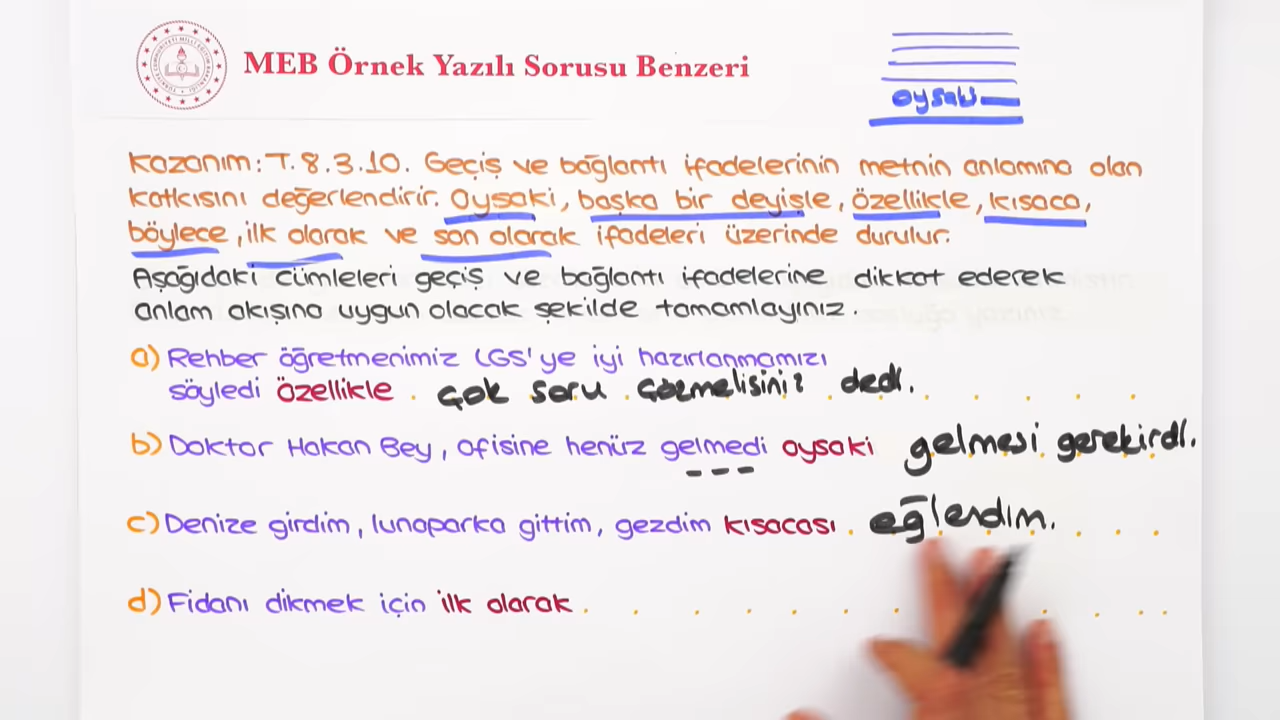 MEB Örnek Yazılı Sorusu Benzeri
oysaki
Kazanım: T.8.3.10. Geçiş ve bağlantı ifadelerinin metnin anlamına olan
katkısını değerlendirir. Oysaki, başka bir deyişle, özellikle, kısaca,
böylece, ilk olarak ve son olarak ifadeleri üzerinde durulur.
Aşağıdaki cümleleri geçiş ve bağlantı ifadelerine dikkat ederek
anlam akışına uygun olacak şekilde tamamlayınız.
a) Rehber öğretmenimiz LGS'ye iyi hazırlanmamızı
söyledi özellikle çok soru çözmelisiniz dedi.
b) Doktor Hakan Bey, ofisine henüz gelmedi oysaki gelmesi gerekirdi.
c) Denize girdim, lunaparka gittim, gezdim kısacası eğlendim.
d) Fidanı dikmek için ilk olarak